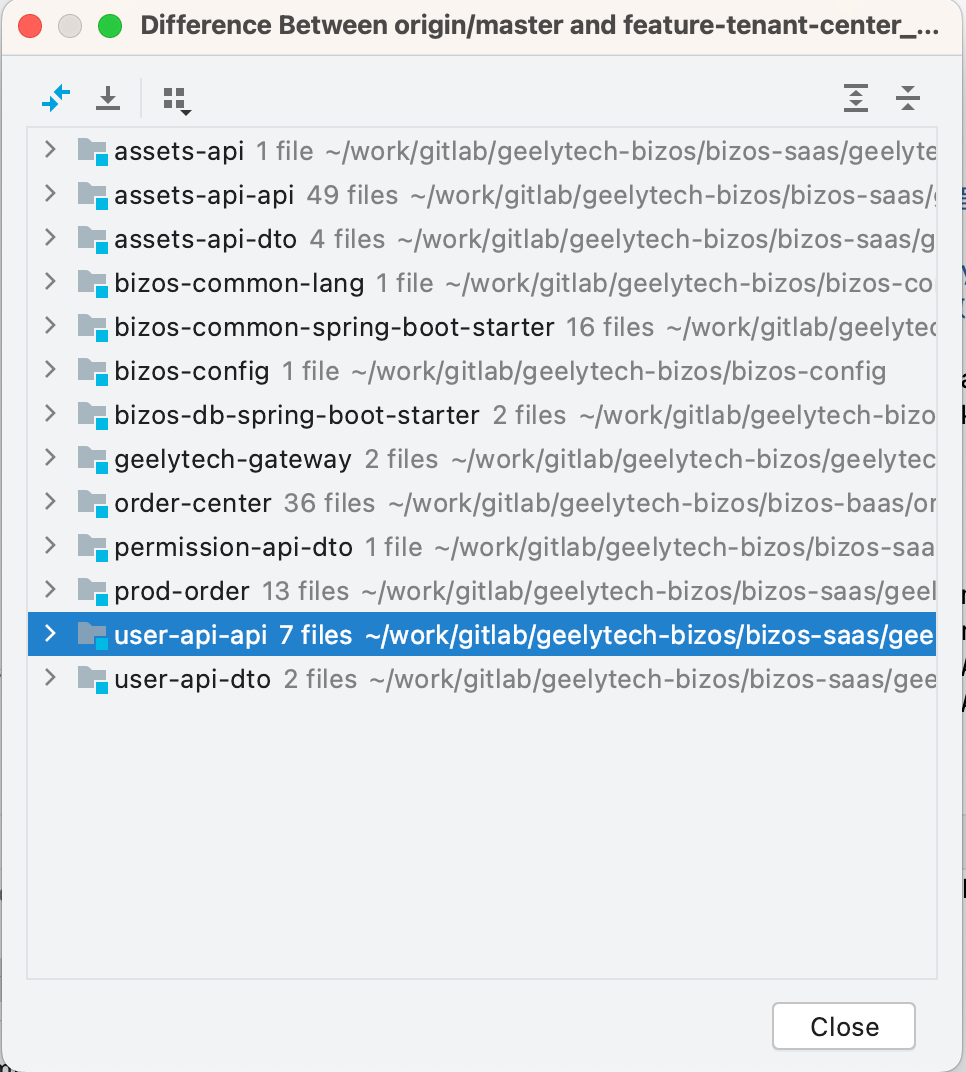 Difference Between origin/master and feature-tenant-center_...
assets-api 1 file ~/work/gitlab/geelytech-bizos/bizos-saas/geelyte
assets-api-api 49 files ~/work/gitlab/geelytech-bizos/bizos-saas/
assets-api-dto 4 files ~/work/gitlab/geelytech-bizos/bizos-saas/g
bizos-common-lang 1 file ~/work/gitlab/geelytech-bizos/bizos-co
bizos-common-spring-boot-starter 16 files ~/work/gitlab/geelytec
bizos-config 1 file ~/work/gitlab/geelytech-bizos/bizos-config
bizos-db-spring-boot-starter 2 files ~/work/gitlab/geelytech-bizo
geelytech-gateway 2 files ~/work/gitlab/geelytech-bizos/geelytec
order-center 36 files ~/work/gitlab/geelytech-bizos/bizos-baas/or
permission-api-dto 1 file ~/work/gitlab/geelytech-bizos/bizos-saa
prod-order 13 files ~/work/gitlab/geelytech-bizos/bizos-saas/geel
user-api-api 7 files ~/work/gitlab/geelytech-bizos/bizos-saas/gee
user-api-dto 2 files ~/work/gitlab/geelytech-bizos/bizos-saas/gee
Close